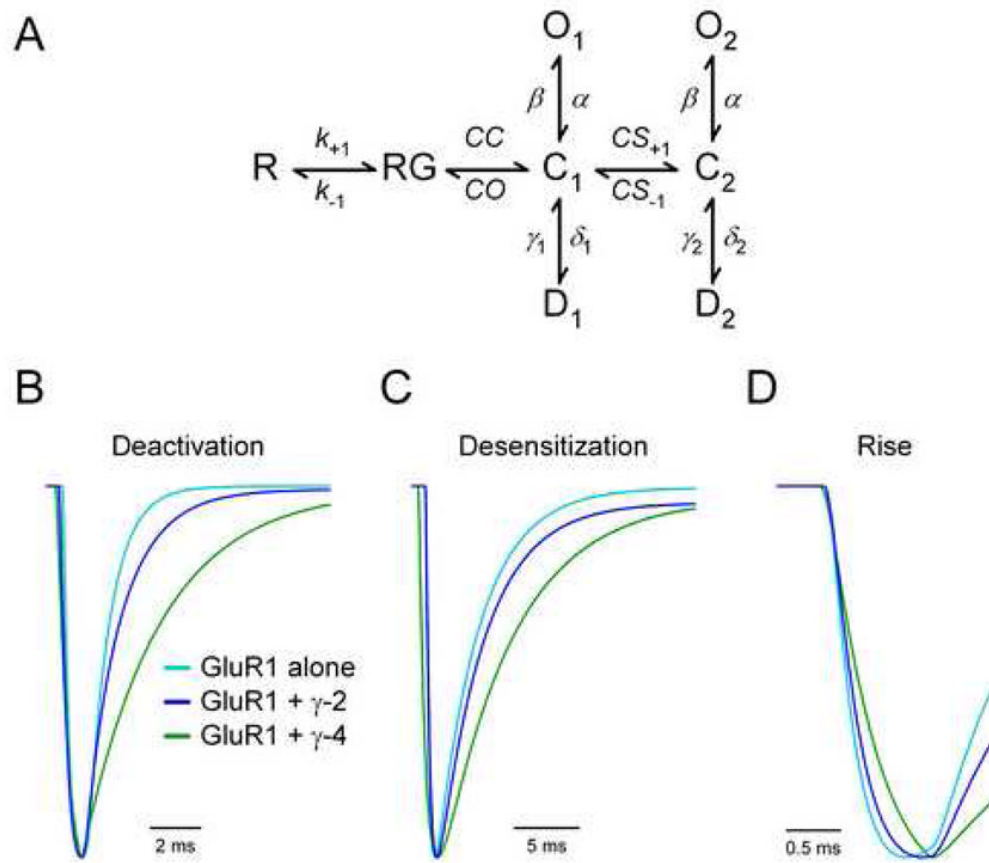 A
O₁ O₂
β α β α
k₊₁ CC CS₊₁
R RG C₁ C₂
k₋₁ CO CS₋₁
γ₁ δ₁ γ₂ δ₂
D₁ D₂
B C D
Deactivation Desensitization Rise
GluR1 alone
GluR1 + γ-2
GluR1 + γ-4
2 ms 5 ms 0.5 ms